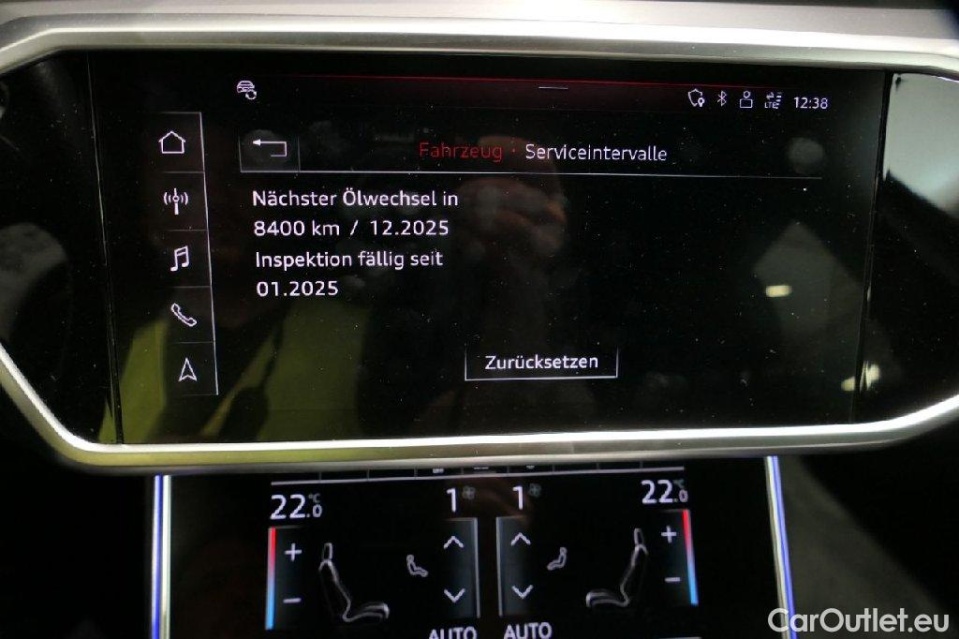 LTE 12:38
Fahrzeug · Serviceintervalle
Nächster Ölwechsel in
8400 km / 12.2025
Inspektion fällig seit
01.2025
Zurücksetzen
22.0 °C 1 1 22.0 °C
+ +
− −
AUTO AUTO
CarOutlet.eu